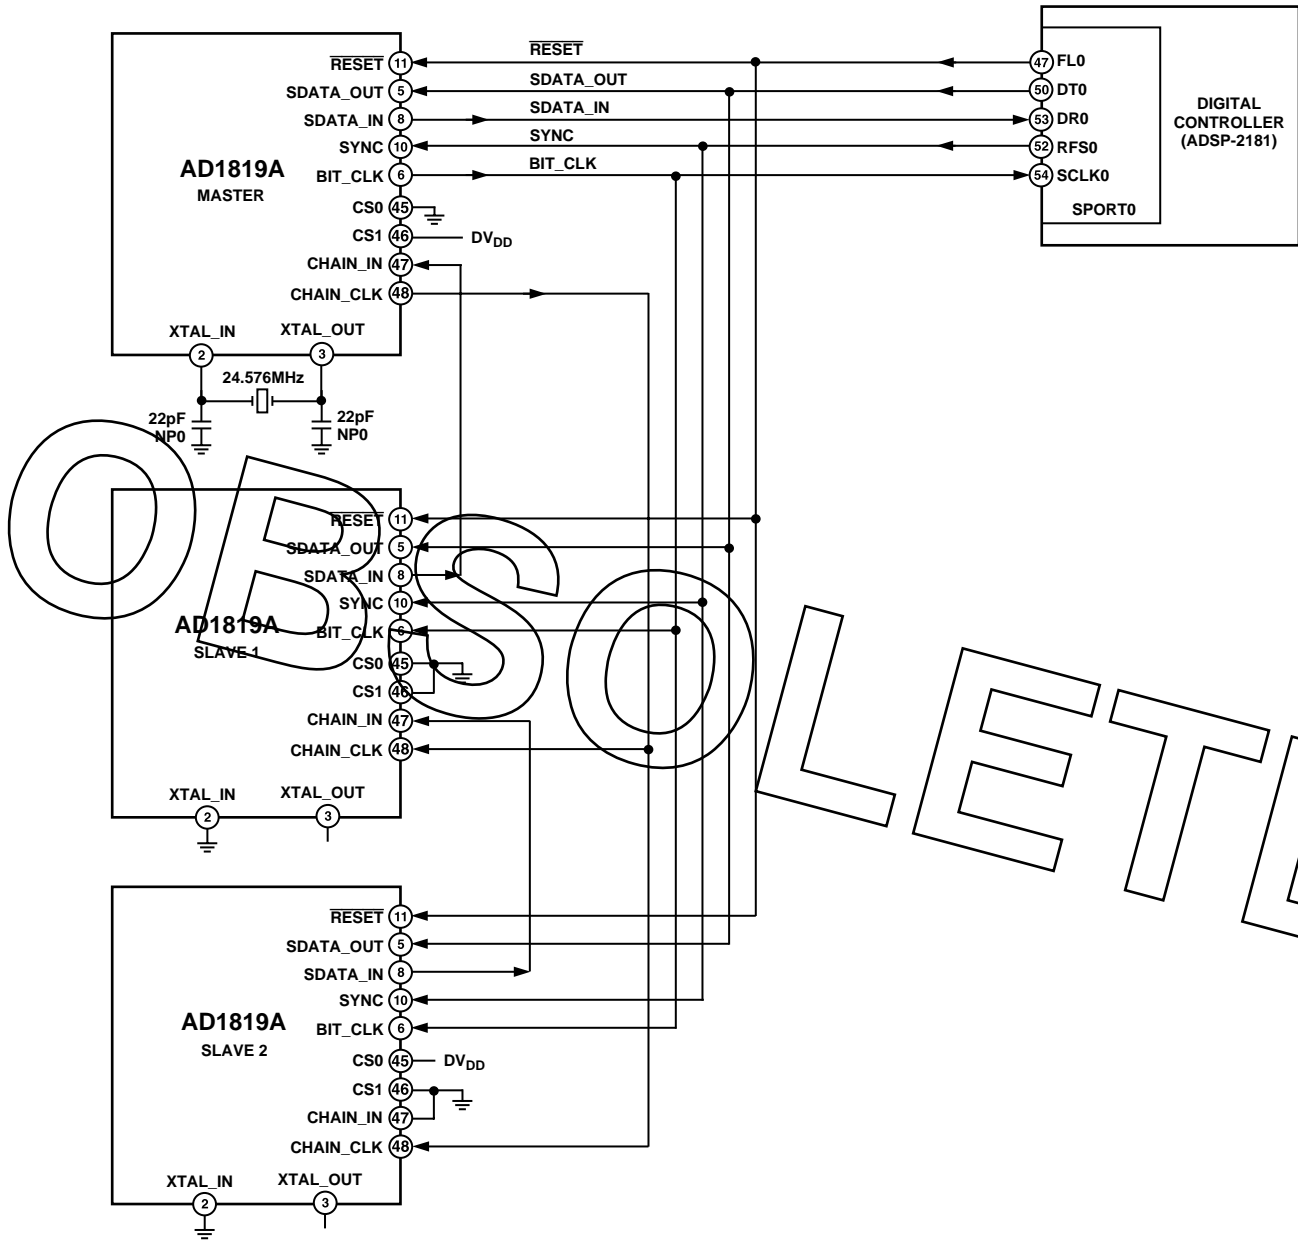 AD1819A
MASTER
RESET 11
SDATA_OUT 5
SDATA_IN 8
SYNC 10
BIT_CLK 6
CS0 45
CS1 46
DVDD
CHAIN_IN 47
CHAIN_CLK 48
XTAL_IN
2
XTAL_OUT
3
24.576MHz
22pF
NP0
22pF
NP0
RESET
SDATA_OUT
SDATA_IN
SYNC
BIT_CLK
47 FL0
50 DT0
53 DR0
52 RFS0
54 SCLK0
SPORT0
DIGITAL
CONTROLLER
(ADSP-2181)
AD1819A
SLAVE 1
RESET 11
SDATA_OUT 5
SDATA_IN 8
SYNC 10
BIT_CLK 6
CS0 45
CS1 46
CHAIN_IN 47
CHAIN_CLK 48
XTAL_IN
2
XTAL_OUT
3
AD1819A
SLAVE 2
RESET 11
SDATA_OUT 5
SDATA_IN 8
SYNC 10
BIT_CLK 6
CS0 45
DVDD
CS1 46
CHAIN_IN 47
CHAIN_CLK 48
XTAL_IN
2
XTAL_OUT
3
OBSOLETE